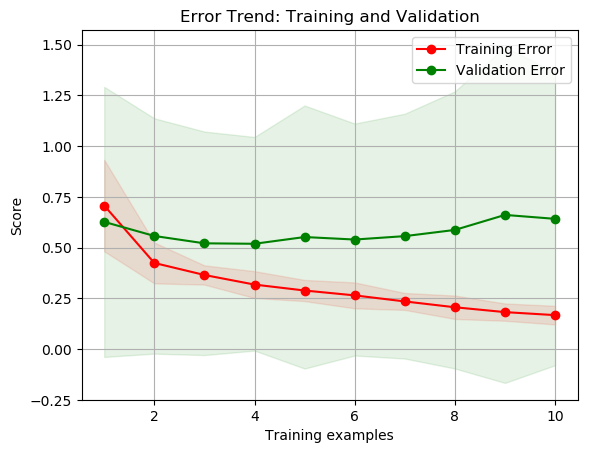 Error Trend: Training and Validation
Training Error
Validation Error
Score
1.50
1.25
1.00
0.75
0.50
0.25
0.00
−0.25
2
4
6
8
10
Training examples